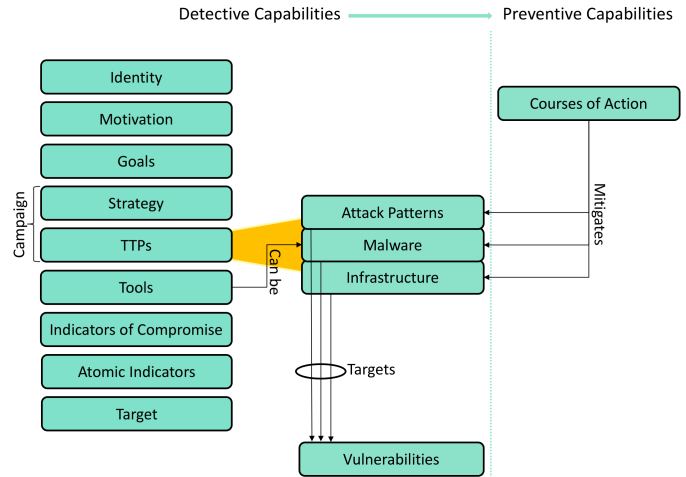 Detective Capabilities
Preventive Capabilities
Identity
Motivation
Goals
Strategy
TTPs
Tools
Indicators of Compromise
Atomic Indicators
Target
Campaign
Can be
Attack Patterns
Malware
Infrastructure
Targets
Vulnerabilities
Courses of Action
Mitigates